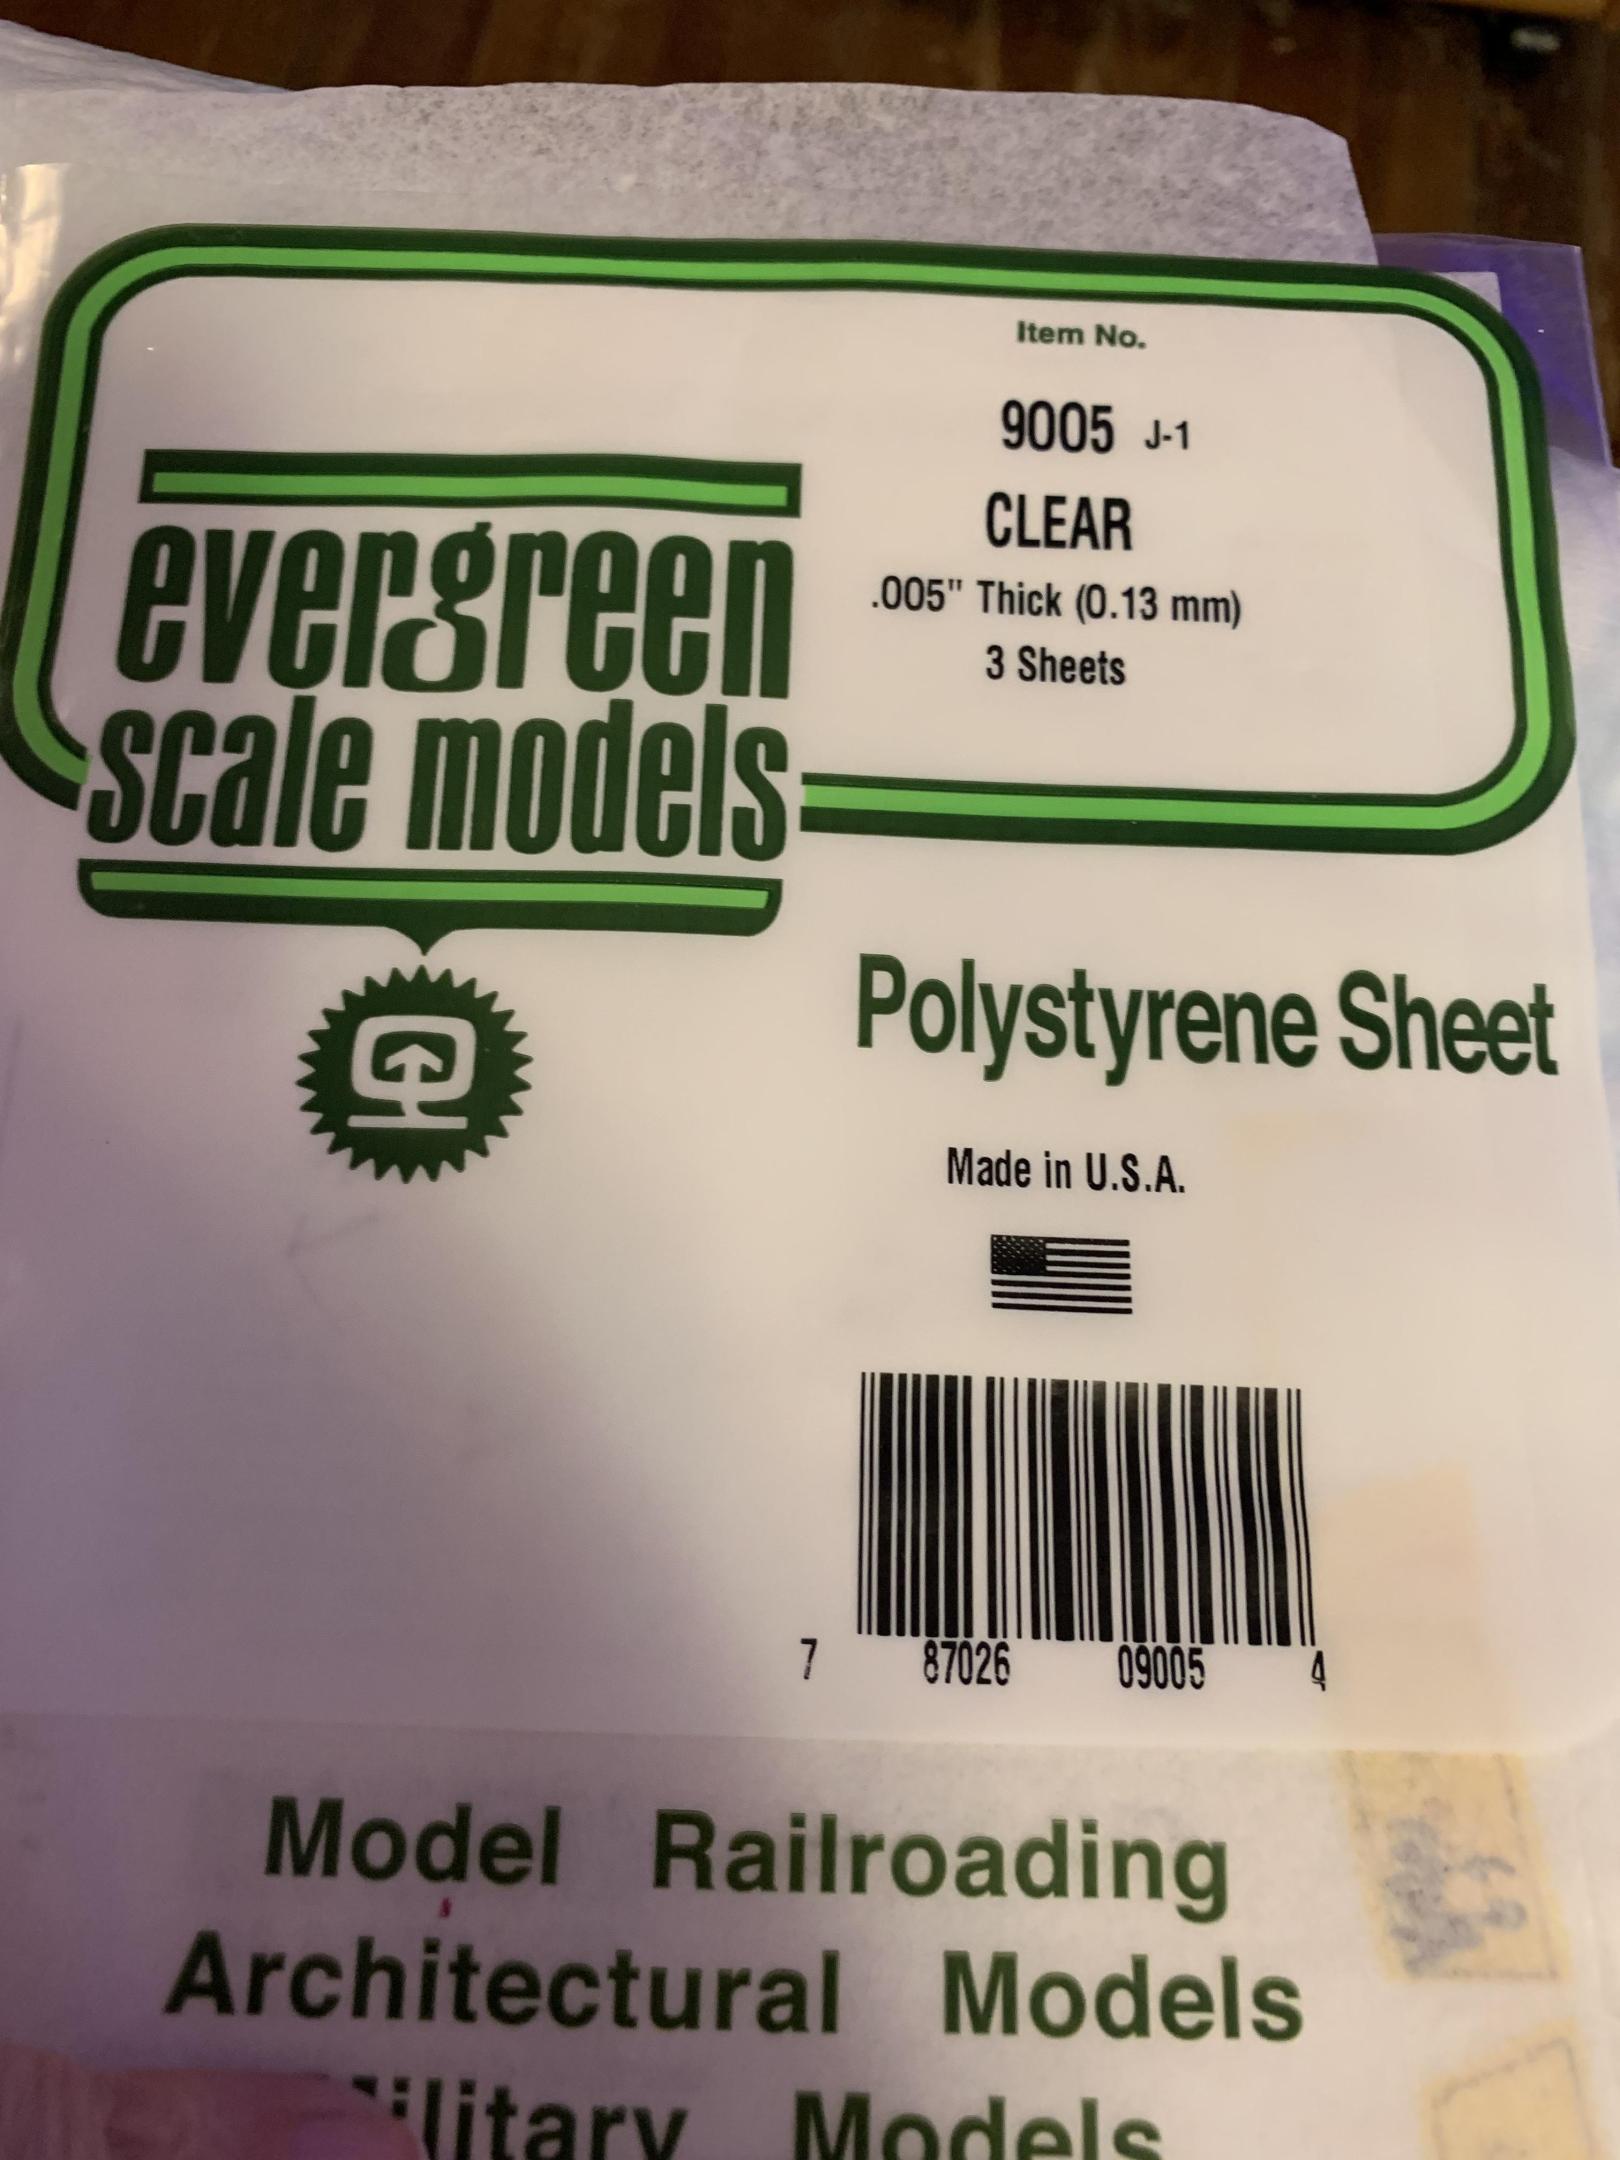 Item No.
9005 J-1
CLEAR
.005" Thick (0.13 mm)
3 Sheets
evergreen
scale models
Polystyrene Sheet
Made in U.S.A.
7 87026 09005 4
Model Railroading
Architectural Models
Models